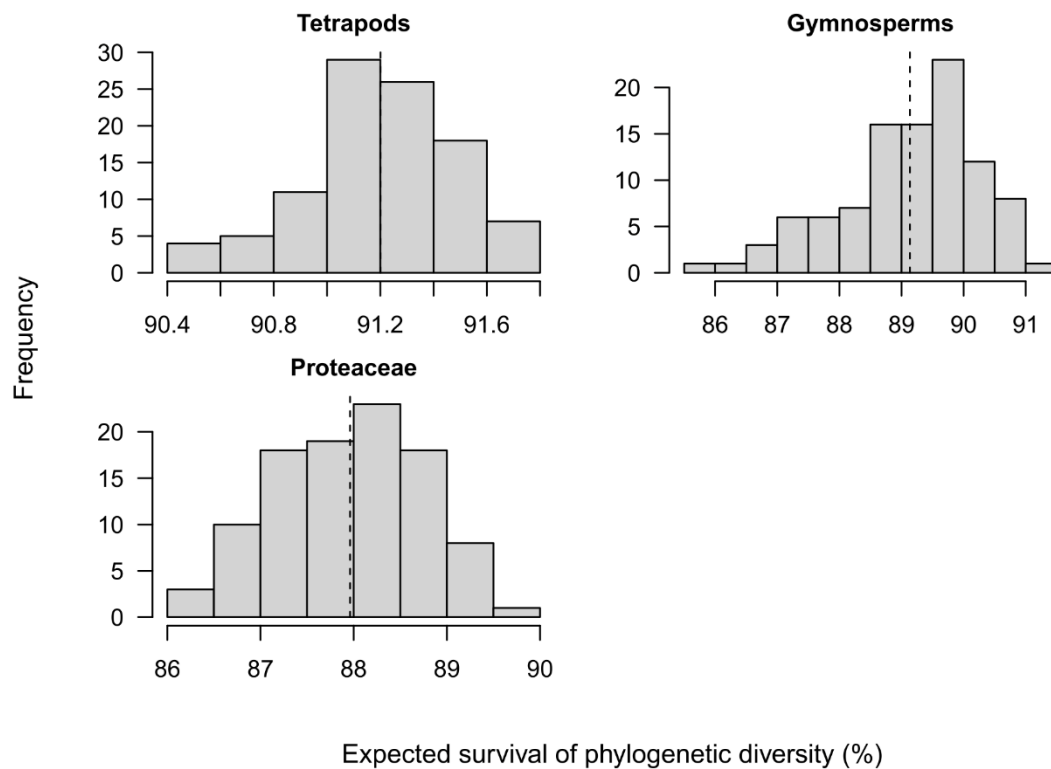 Tetrapods
30
25
20
15
10
5
0
90.4 90.8 91.2 91.6
Gymnosperms
20
15
10
5
0
86 87 88 89 90 91
Proteaceae
20
15
10
5
0
86 87 88 89 90
Frequency
Expected survival of phylogenetic diversity (%)